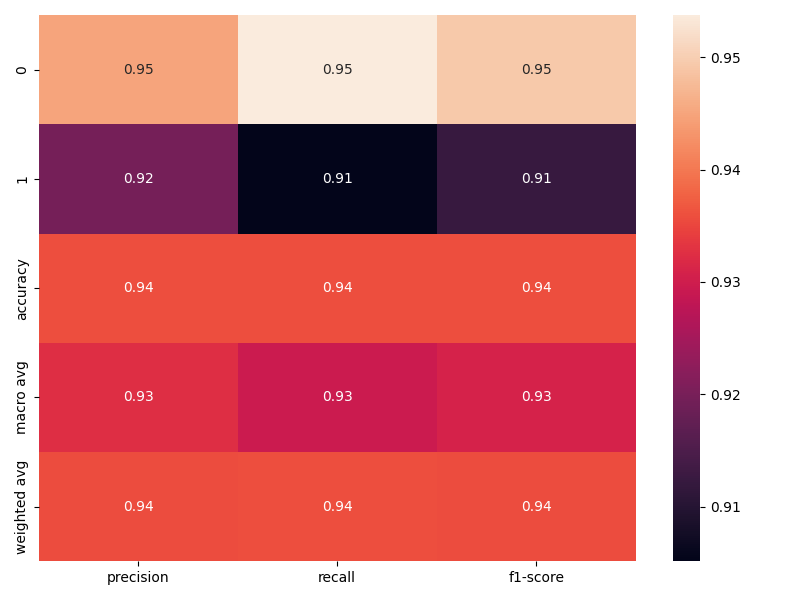 0 0.95 0.95 0.95
1 0.92 0.91 0.91
accuracy 0.94 0.94 0.94
macro avg 0.93 0.93 0.93
weighted avg 0.94 0.94 0.94
precision recall f1-score
0.95
0.94
0.93
0.92
0.91